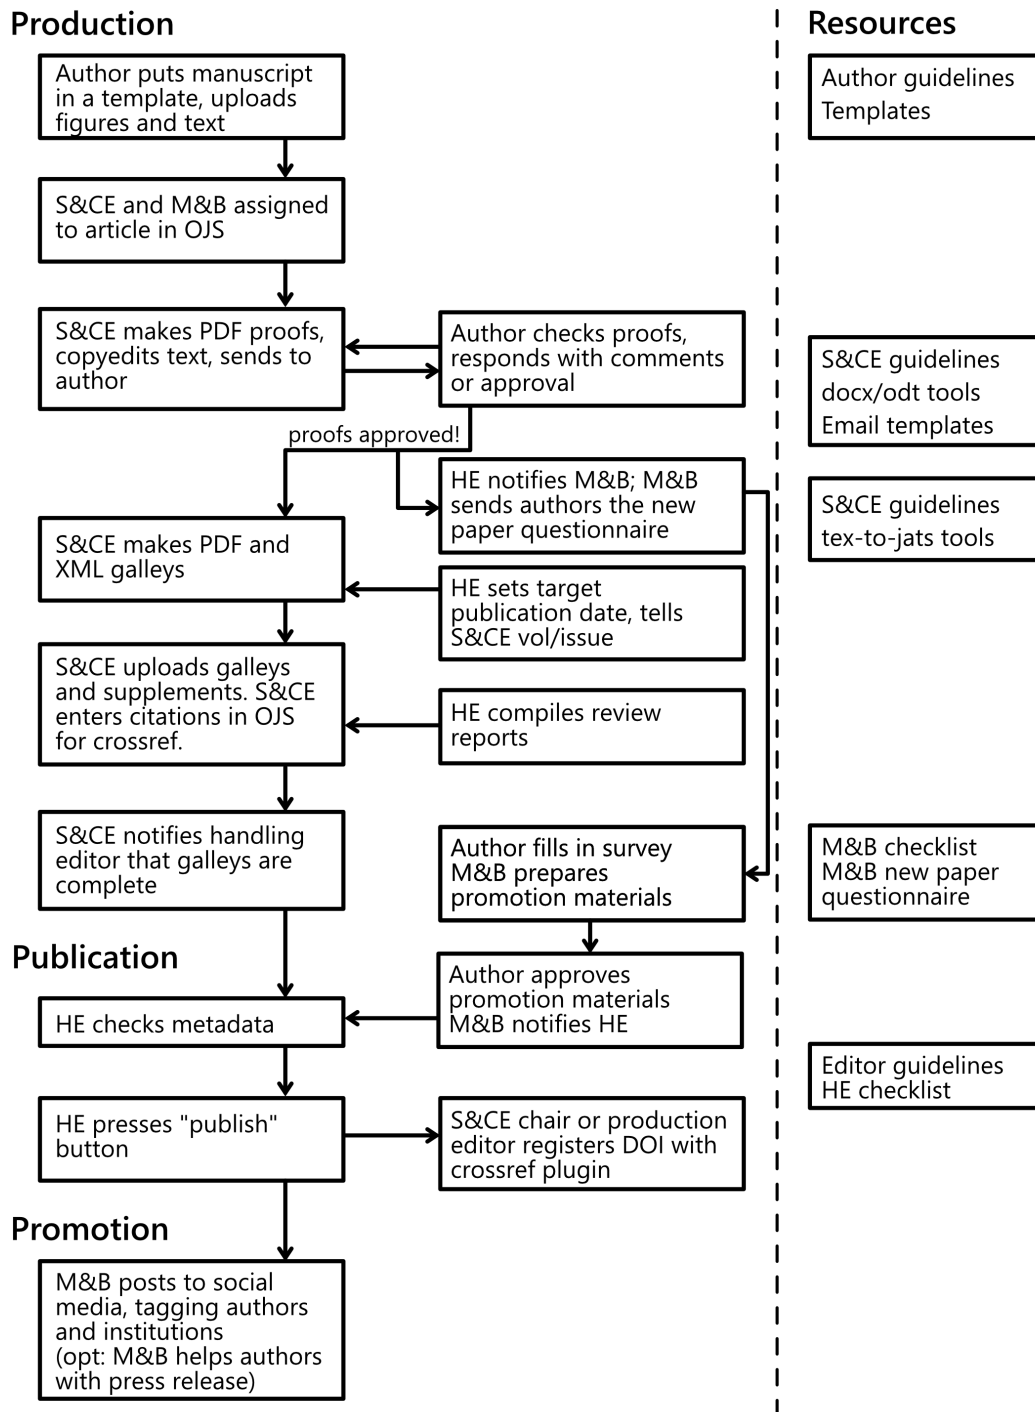 Production
Author puts manuscript
in a template, uploads
figures and text
S&CE and M&B assigned
to article in OJS
S&CE makes PDF proofs,
copyedits text, sends to
author
Author checks proofs,
responds with comments
or approval
proofs approved!
HE notifies M&B; M&B
sends authors the new
paper questionnaire
S&CE makes PDF and
XML galleys
HE sets target
publication date, tells
S&CE vol/issue
S&CE uploads galleys
and supplements. S&CE
enters citations in OJS
for crossref.
HE compiles review
reports
S&CE notifies handling
editor that galleys are
complete
Author fills in survey
M&B prepares
promotion materials
Publication
Author approves
promotion materials
M&B notifies HE
HE checks metadata
HE presses "publish"
button
S&CE chair or production
editor registers DOI with
crossref plugin
Promotion
M&B posts to social
media, tagging authors
and institutions
(opt: M&B helps authors
with press release)
Resources
Author guidelines
Templates
S&CE guidelines
docx/odt tools
Email templates
S&CE guidelines
tex-to-jats tools
M&B checklist
M&B new paper
questionnaire
Editor guidelines
HE checklist